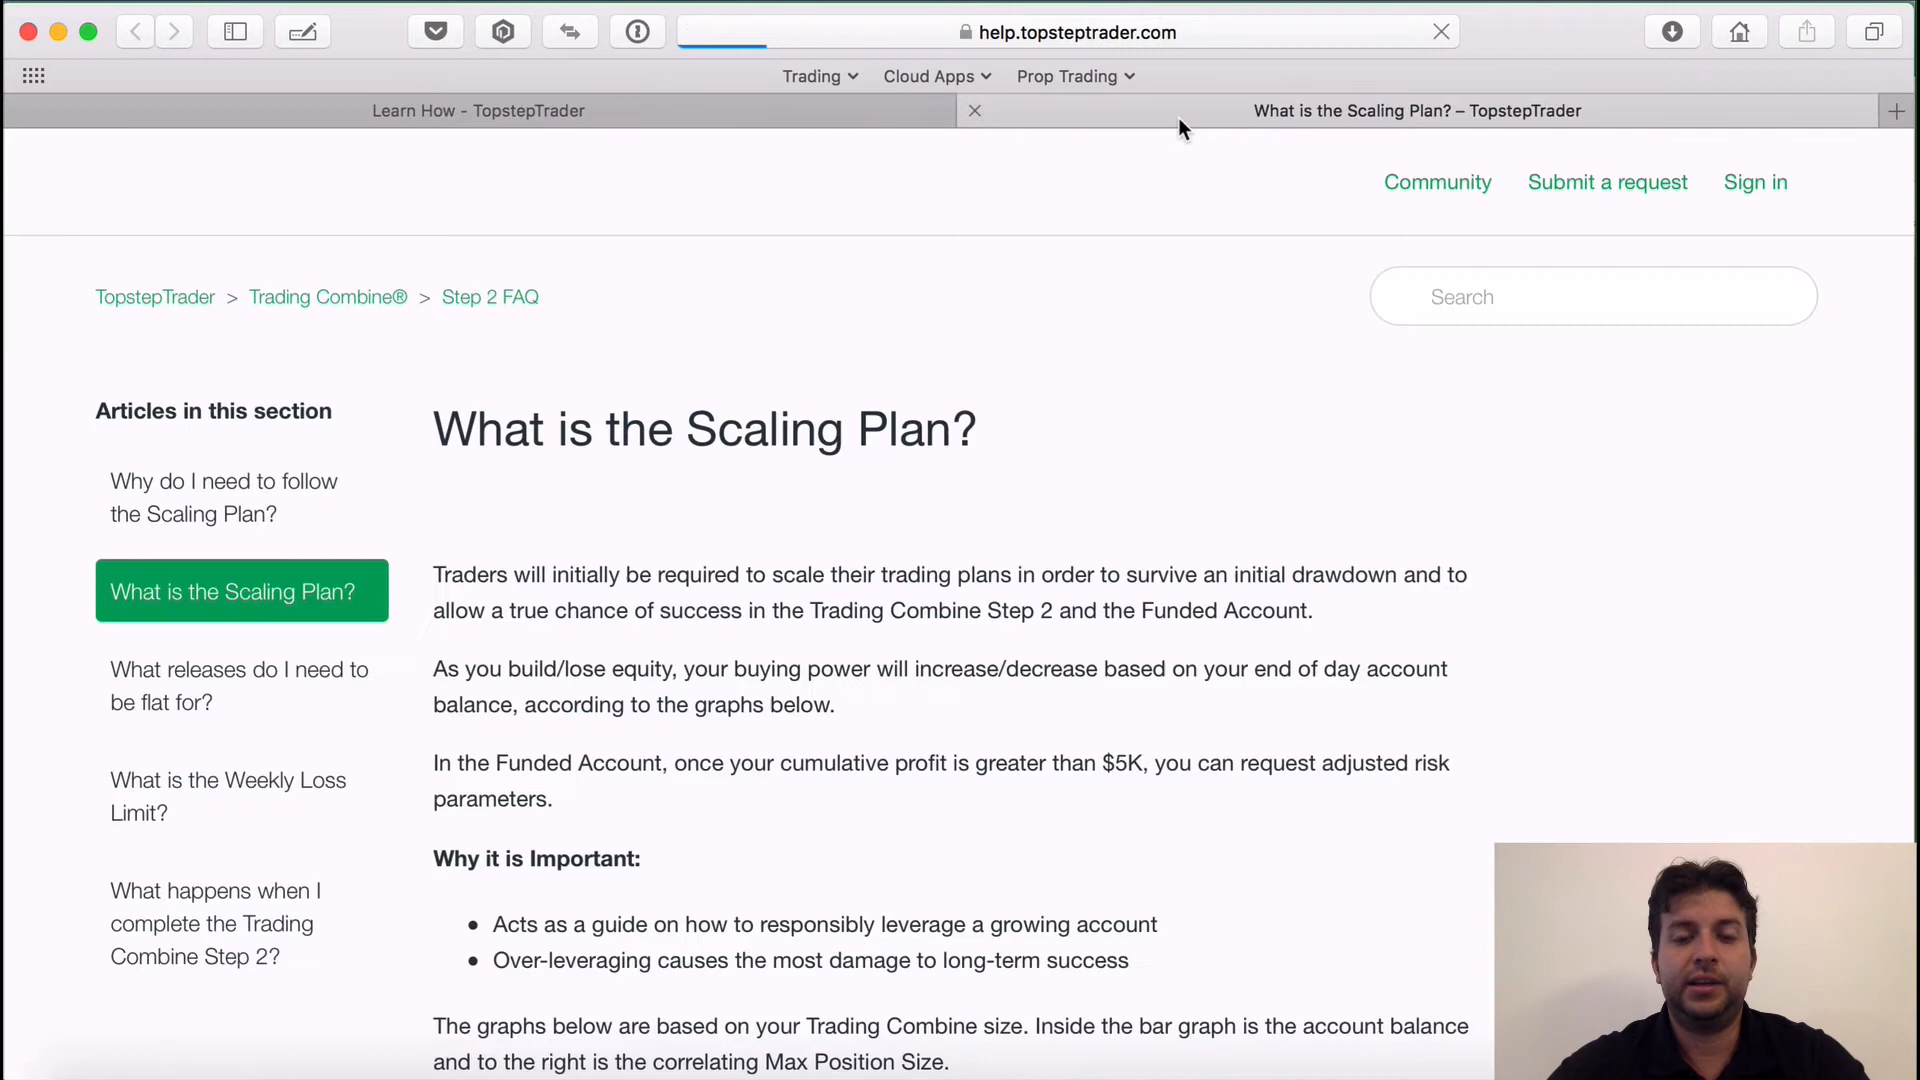 help.topsteptrader.com
Trading Cloud Apps Prop Trading
Learn How - TopstepTrader
What is the Scaling Plan? – TopstepTrader
Community Submit a request Sign in
TopstepTrader > Trading Combine® > Step 2 FAQ
Search
Articles in this section
Why do I need to follow
the Scaling Plan?
What is the Scaling Plan?
What releases do I need to
be flat for?
What is the Weekly Loss
Limit?
What happens when I
complete the Trading
Combine Step 2?
What is the Scaling Plan?
Traders will initially be required to scale their trading plans in order to survive an initial drawdown and to
allow a true chance of success in the Trading Combine Step 2 and the Funded Account.
As you build/lose equity, your buying power will increase/decrease based on your end of day account
balance, according to the graphs below.
In the Funded Account, once your cumulative profit is greater than $5K, you can request adjusted risk
parameters.
Why it is Important:
• Acts as a guide on how to responsibly leverage a growing account
• Over-leveraging causes the most damage to long-term success
The graphs below are based on your Trading Combine size. Inside the bar graph is the account balance
and to the right is the correlating Max Position Size.